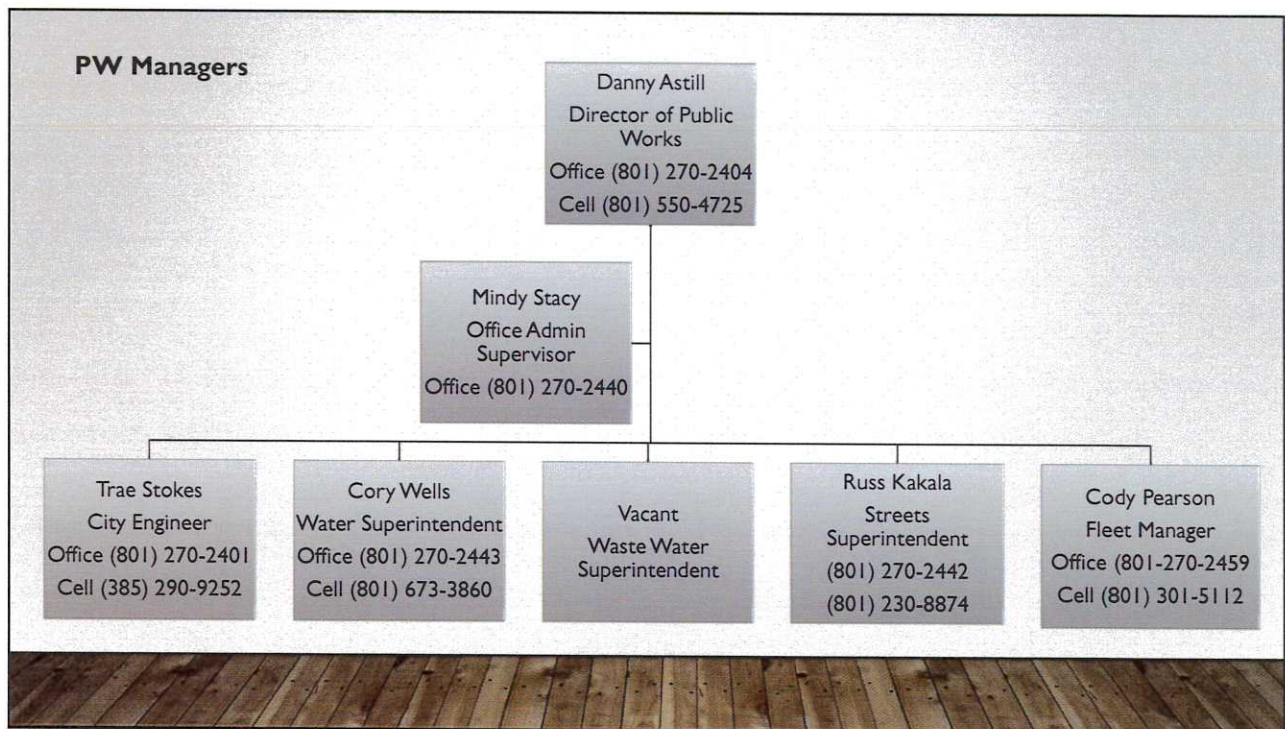 PW Managers
Danny Astill
Director of Public
Works
Office (801) 270-2404
Cell (801) 550-4725
Mindy Stacy
Office Admin
Supervisor
Office (801) 270-2440
Trae Stokes
City Engineer
Office (801) 270-2401
Cell (385) 290-9252
Cory Wells
Water Superintendent
Office (801) 270-2443
Cell (801) 673-3860
Vacant
Waste Water
Superintendent
Russ Kakala
Streets
Superintendent
(801) 270-2442
(801) 230-8874
Cody Pearson
Fleet Manager
Office (801-270-2459
Cell (801) 301-5112